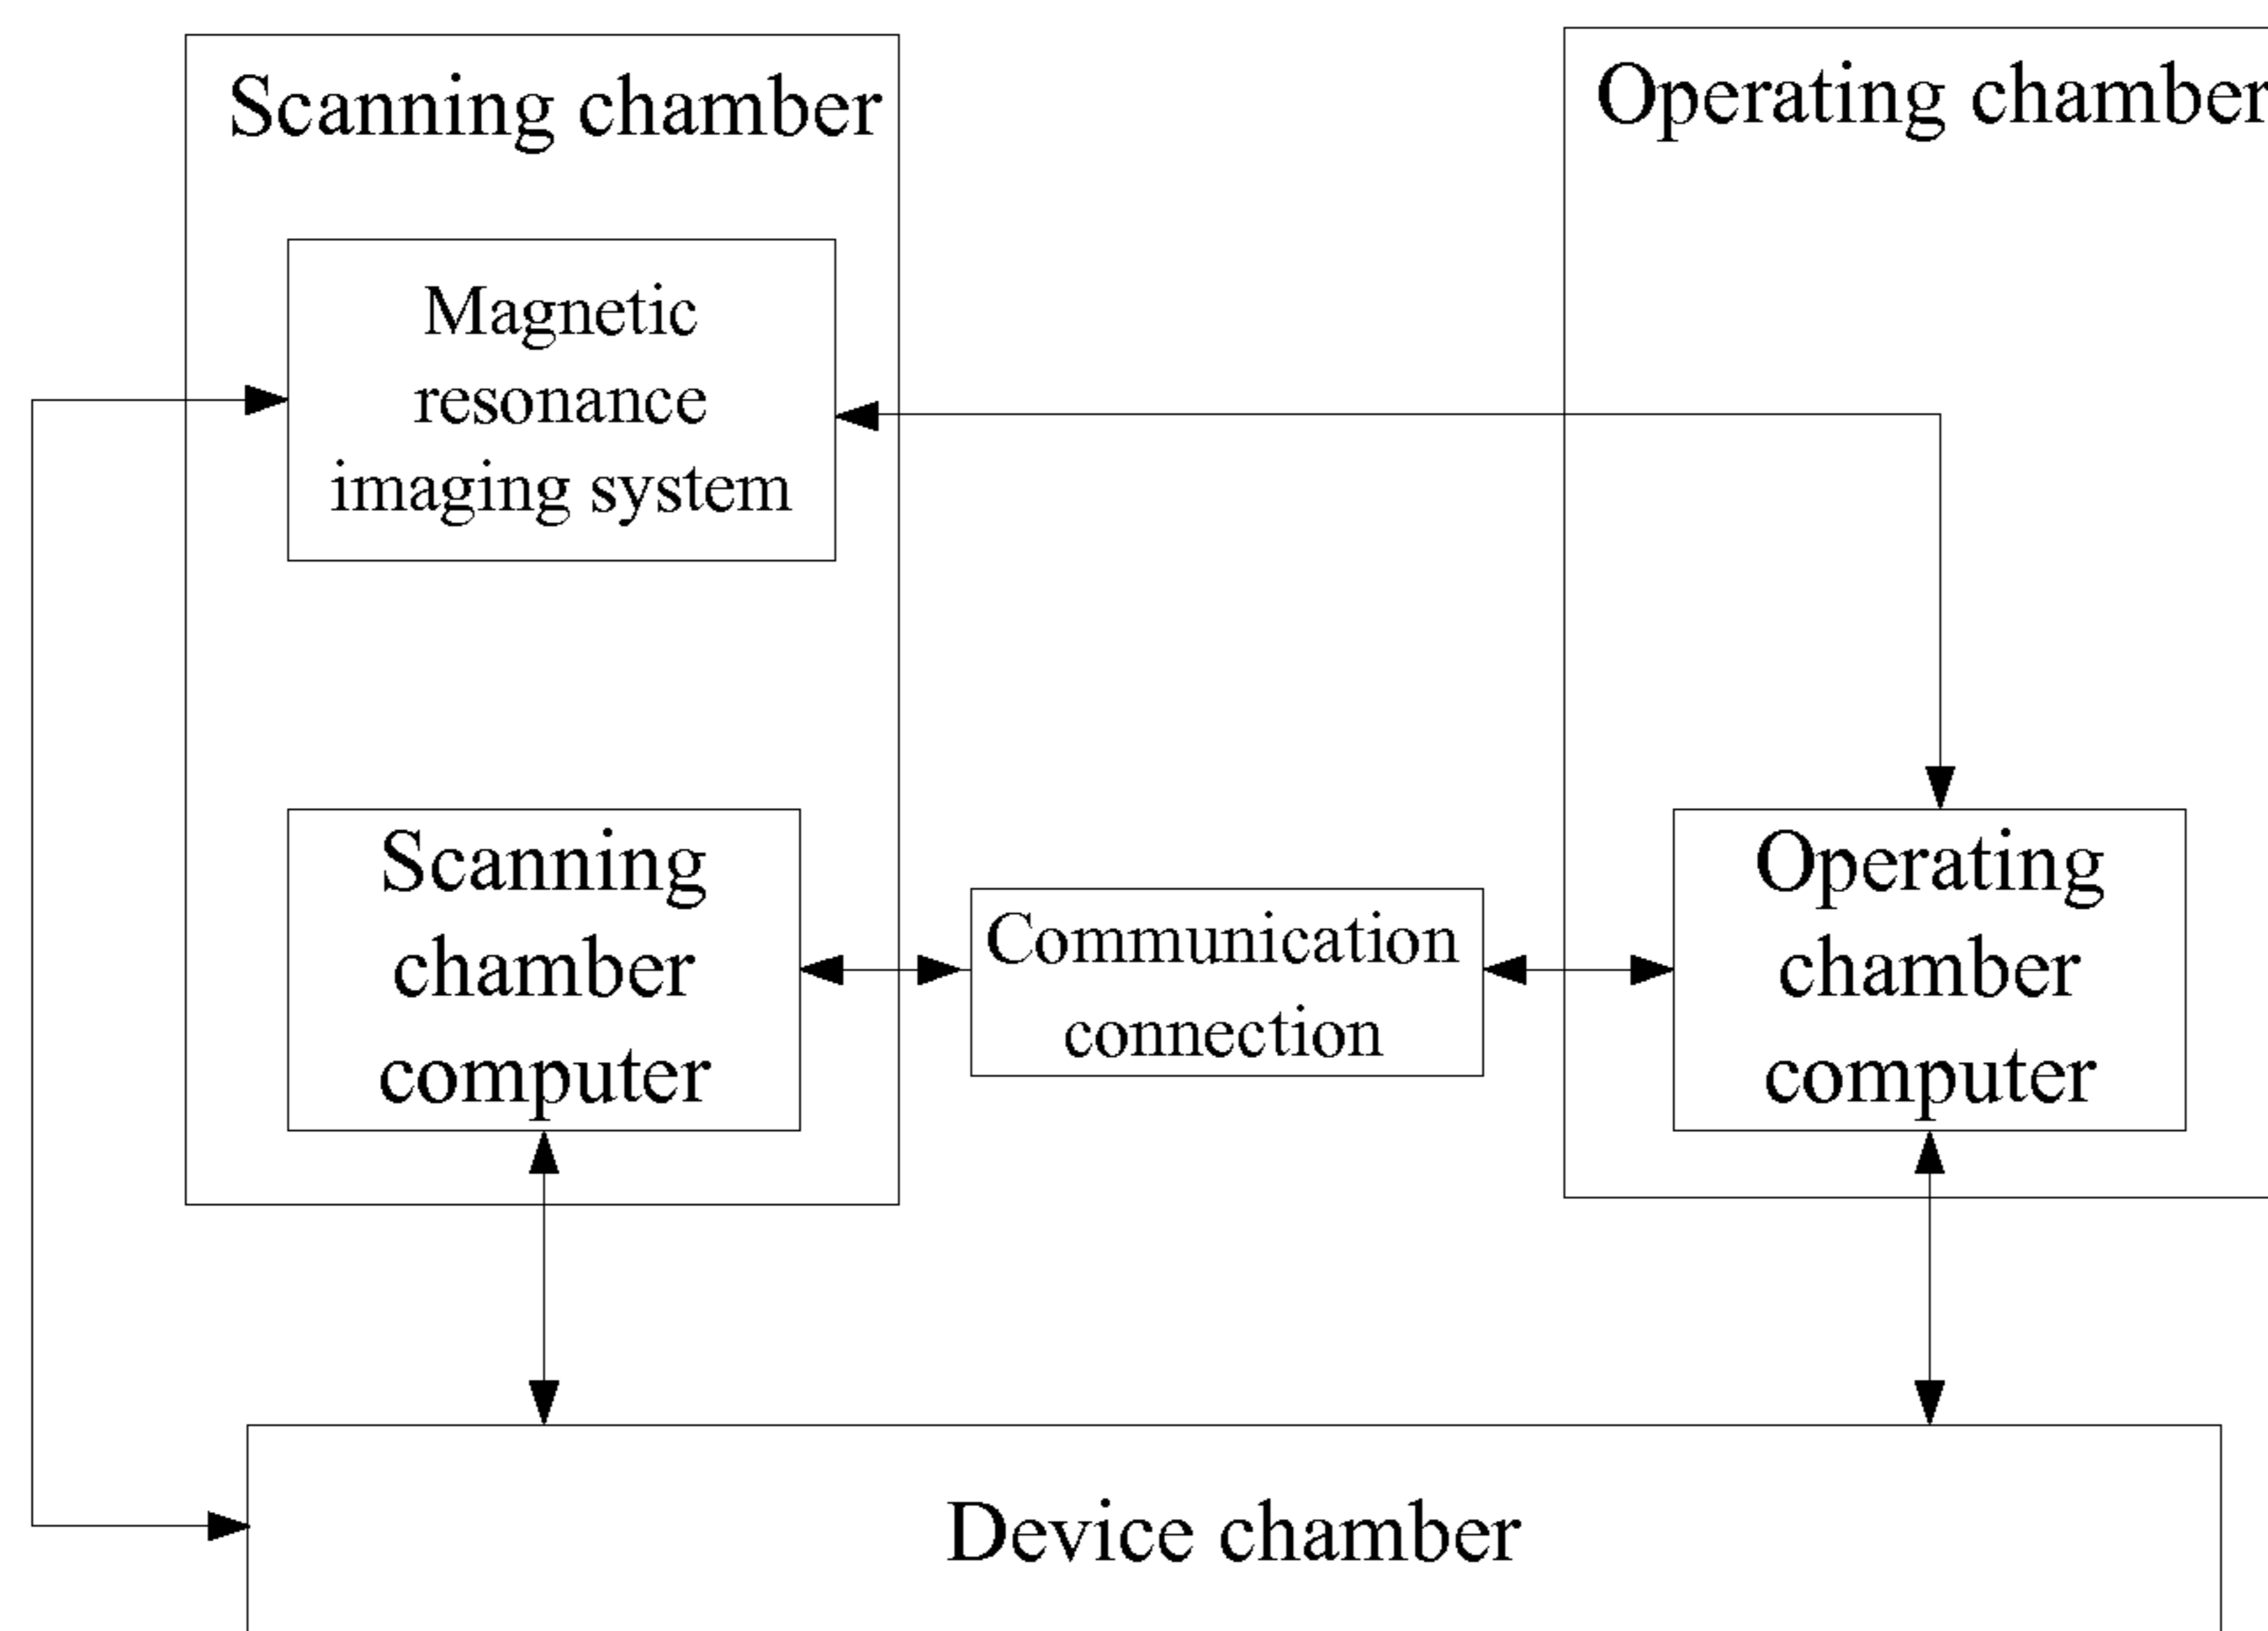 Scanning chamber
Operating chamber
Magnetic
resonance
imaging system
Scanning
chamber
computer
Communication
connection
Operating
chamber
computer
Device chamber